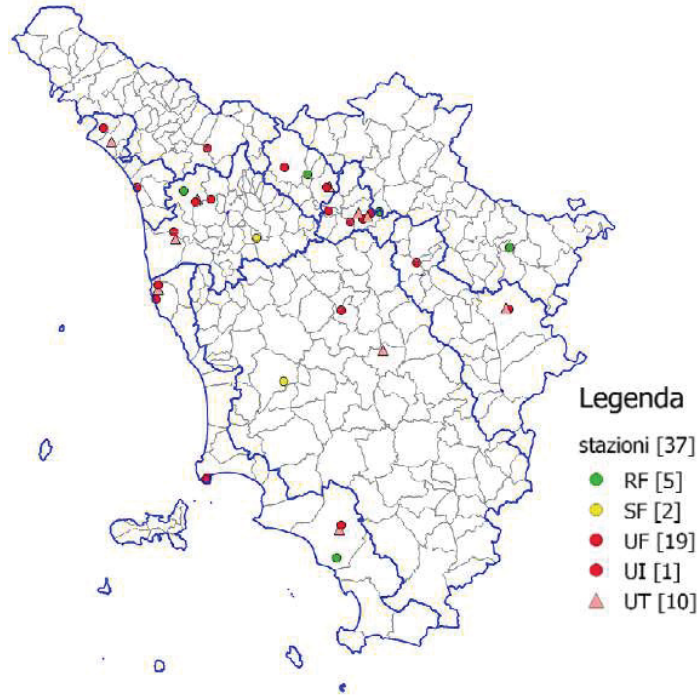 Legenda
stazioni [37]
RF [5]
SF [2]
UF [19]
UI [1]
UT [10]